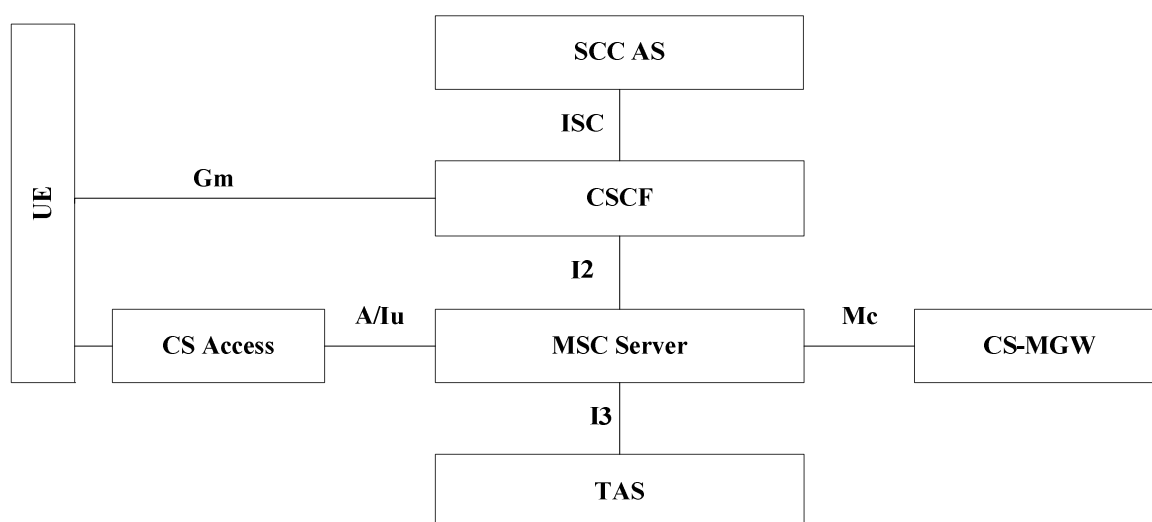 SCC AS
ISC
Gm
CSCF
UE
I2
A/Iu
Mc
CS Access
MSC Server
CS-MGW
I3
TAS